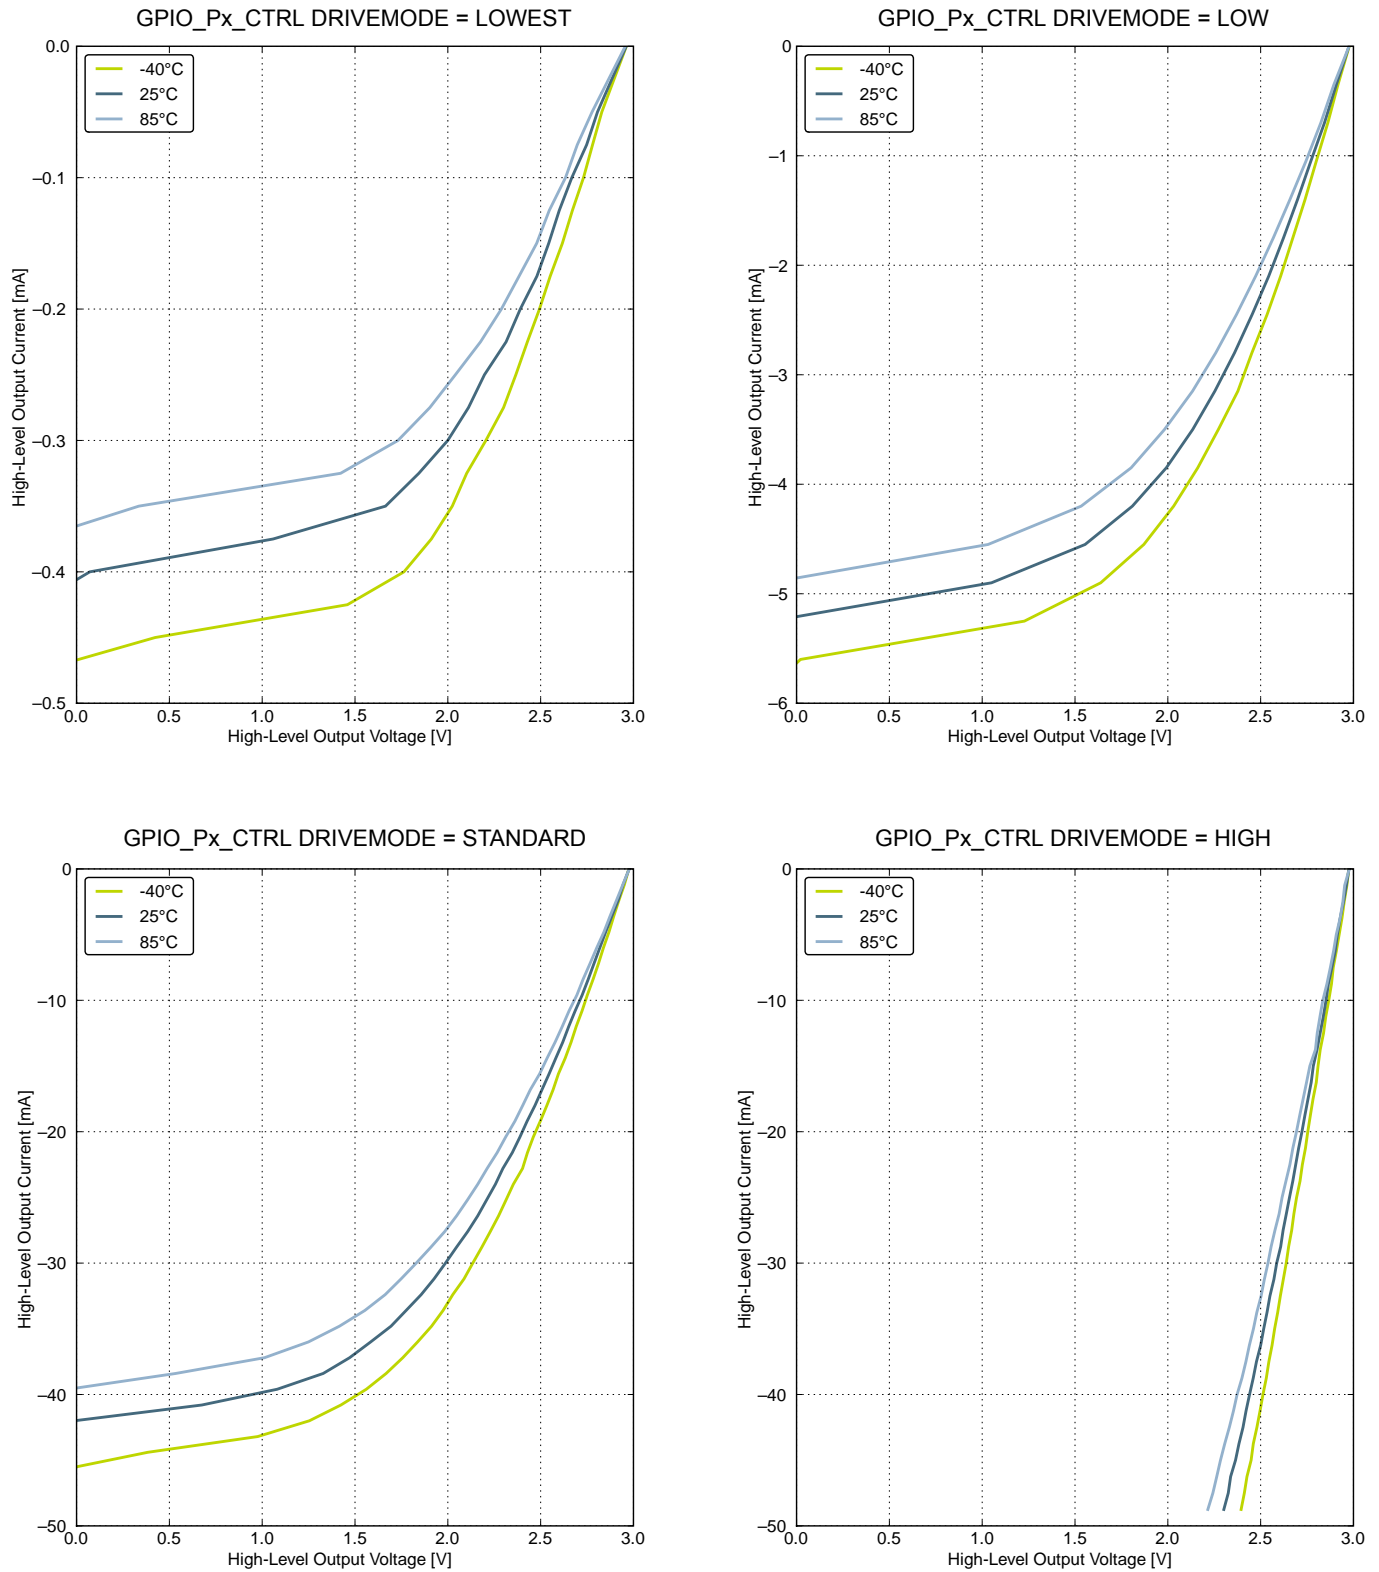 GPIO_Px_CTRL DRIVEMODE = LOWEST
0.0
–0.1
–0.2
–0.3
–0.4
–0.5
High-Level Output Current [mA]
-40°C
25°C
85°C
0.0 0.5 1.0 1.5 2.0 2.5 3.0
High-Level Output Voltage [V]
GPIO_Px_CTRL DRIVEMODE = LOW
0
–1
–2
–3
–4
–5
–6
High-Level Output Current [mA]
-40°C
25°C
85°C
0.0 0.5 1.0 1.5 2.0 2.5 3.0
High-Level Output Voltage [V]
GPIO_Px_CTRL DRIVEMODE = STANDARD
0
–10
–20
–30
–40
–50
High-Level Output Current [mA]
-40°C
25°C
85°C
0.0 0.5 1.0 1.5 2.0 2.5 3.0
High-Level Output Voltage [V]
GPIO_Px_CTRL DRIVEMODE = HIGH
0
–10
–20
–30
–40
–50
High-Level Output Current [mA]
-40°C
25°C
85°C
0.0 0.5 1.0 1.5 2.0 2.5 3.0
High-Level Output Voltage [V]